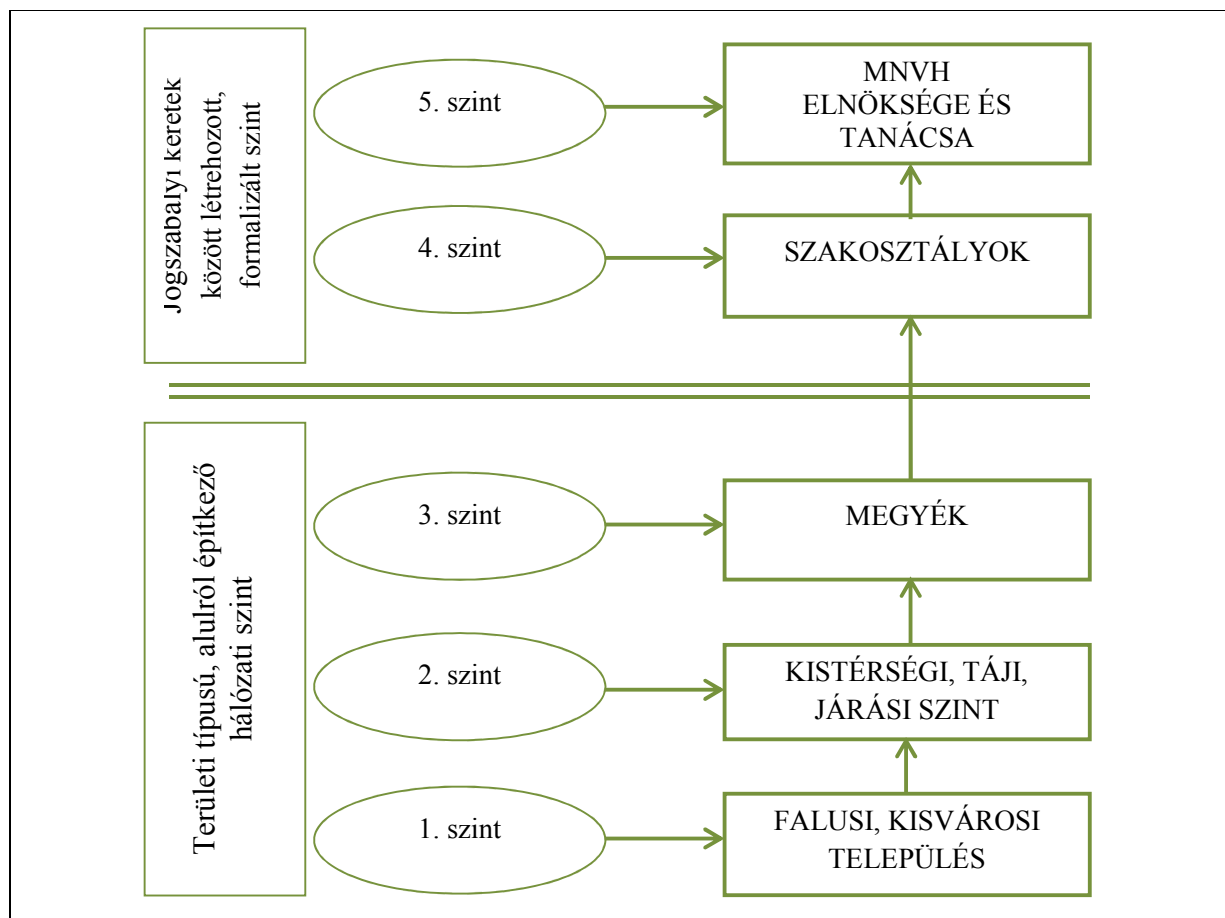 Jogszabályi keretek
között létrehozott,
formalizált szint
5. szint
MNVH
ELNÖKSÉGE ÉS
TANÁCSA
4. szint
SZAKOSZTÁLYOK
Területi típusú, alulról építkező
hálózati szint
3. szint
MEGYÉK
2. szint
KISTÉRSÉGI, TÁJI,
JÁRÁSI SZINT
1. szint
FALUSI, KISVÁROSI
TELEPÜLÉS